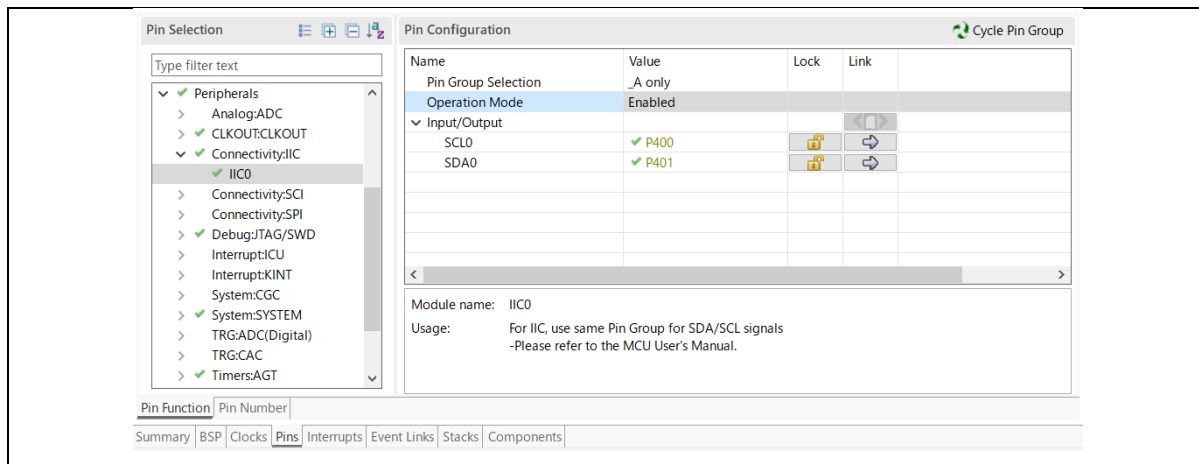 Pin Selection
Type filter text
Peripherals
Analog:ADC
CLKOUT:CLKOUT
Connectivity:IIC
IIC0
Connectivity:SCI
Connectivity:SPI
Debug:JTAG/SWD
Interrupt:ICU
Interrupt:KINT
System:CGC
System:SYSTEM
TRG:ADC(Digital)
TRG:CAC
Timers:AGT
Pin Configuration
Cycle Pin Group
Name Value Lock Link
Pin Group Selection _A only
Operation Mode Enabled
Input/Output
SCL0 P400
SDA0 P401
Module name: IIC0
Usage: For IIC, use same Pin Group for SDA/SCL signals
-Please refer to the MCU User's Manual.
Pin Function Pin Number
Summary BSP Clocks Pins Interrupts Event Links Stacks Components